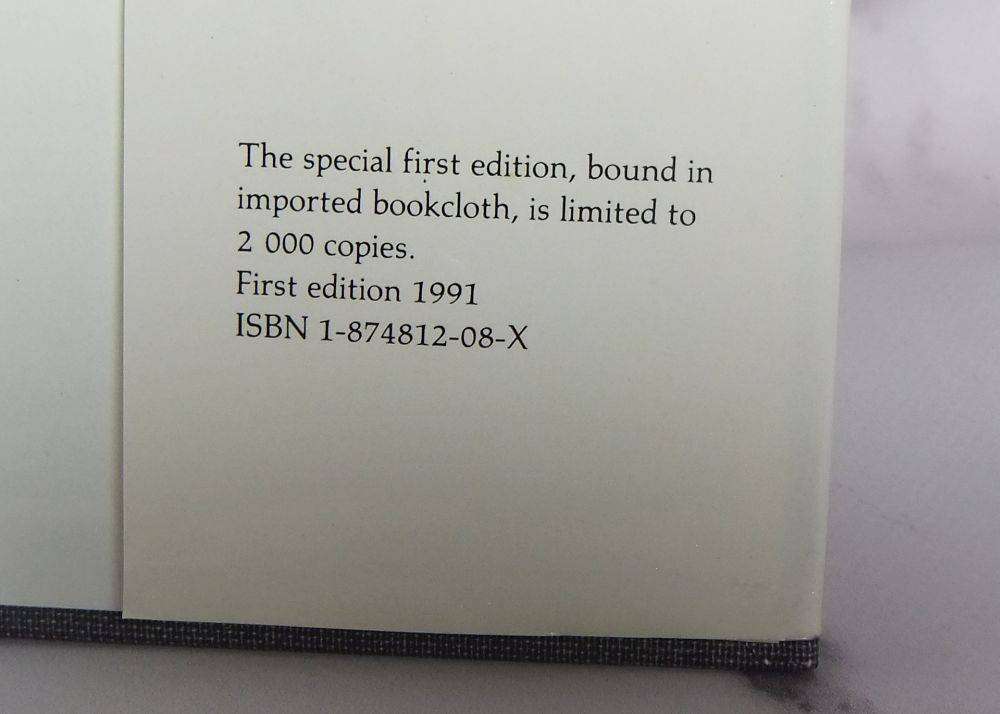 The special first edition, bound in
imported bookcloth, is limited to
2 000 copies.
First edition 1991
ISBN 1-874812-08-X